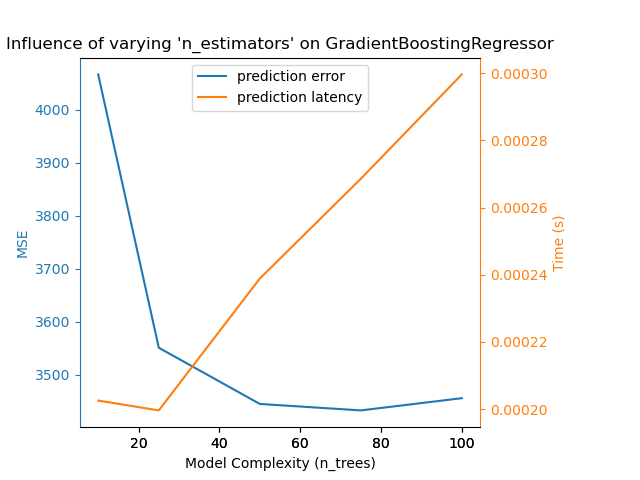 Influence of varying 'n_estimators' on GradientBoostingRegressor
prediction error
prediction latency
MSE
4000
3900
3800
3700
3600
3500
0.00030
0.00028
0.00026
0.00024
0.00022
0.00020
Time (s)
20 40 60 80 100
Model Complexity (n_trees)